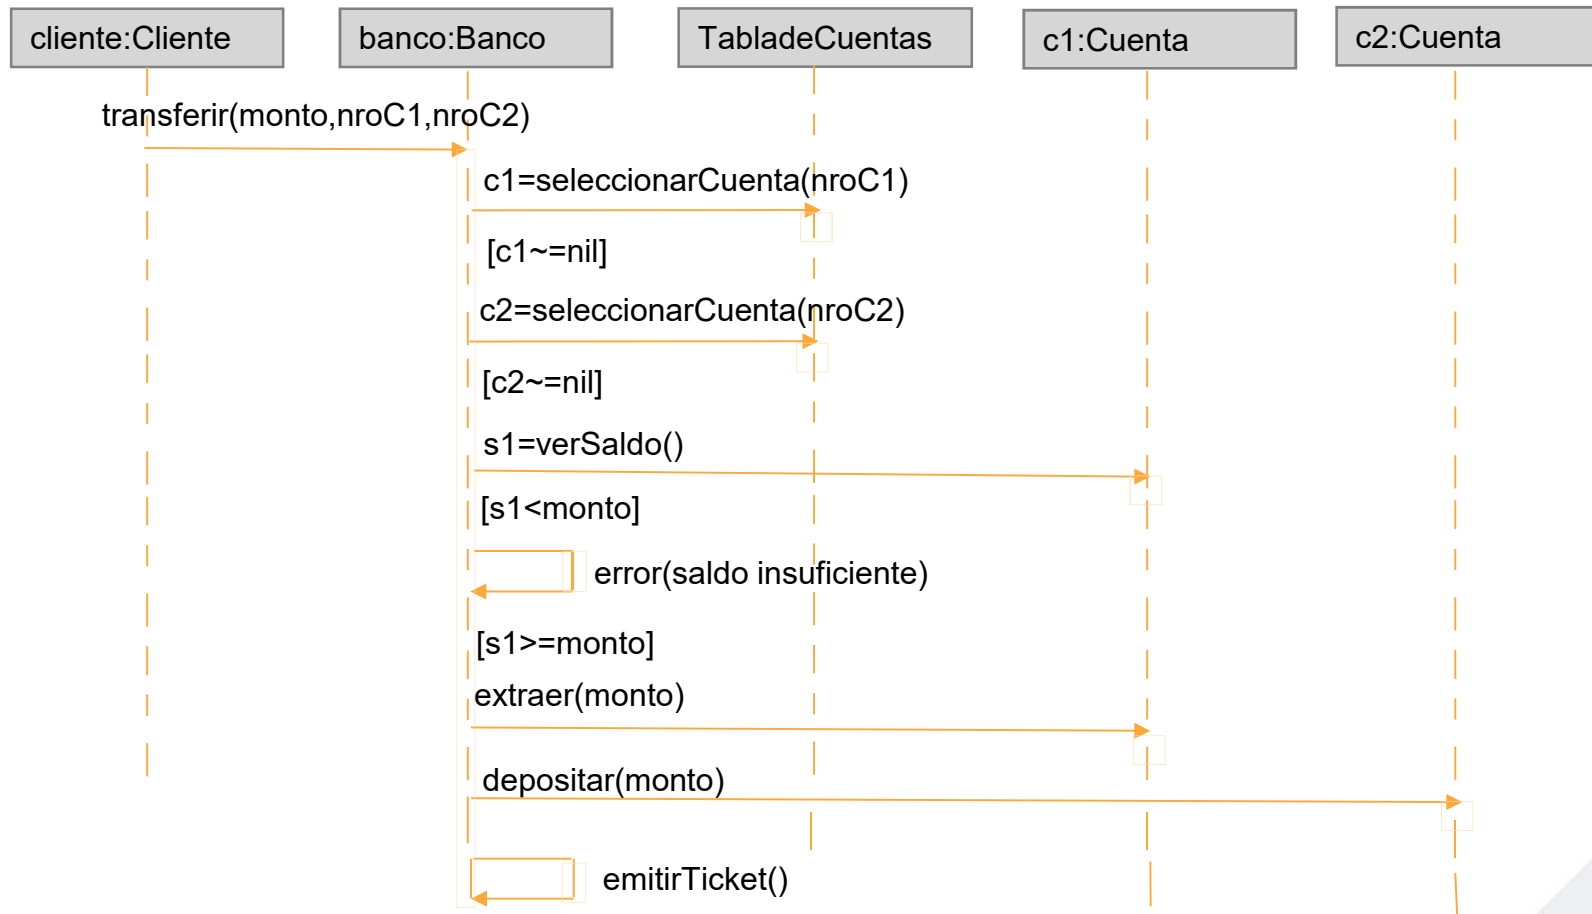 cliente:Cliente
banco:Banco
TabladeCuentas
c1:Cuenta
c2:Cuenta
transferir(monto,nroC1,nroC2)
c1=seleccionarCuenta(nroC1)
[c1~=nil]
c2=seleccionarCuenta(nroC2)
[c2~=nil]
s1=verSaldo()
[s1<monto]
error(saldo insuficiente)
[s1>=monto]
extraer(monto)
depositar(monto)
emitirTicket()